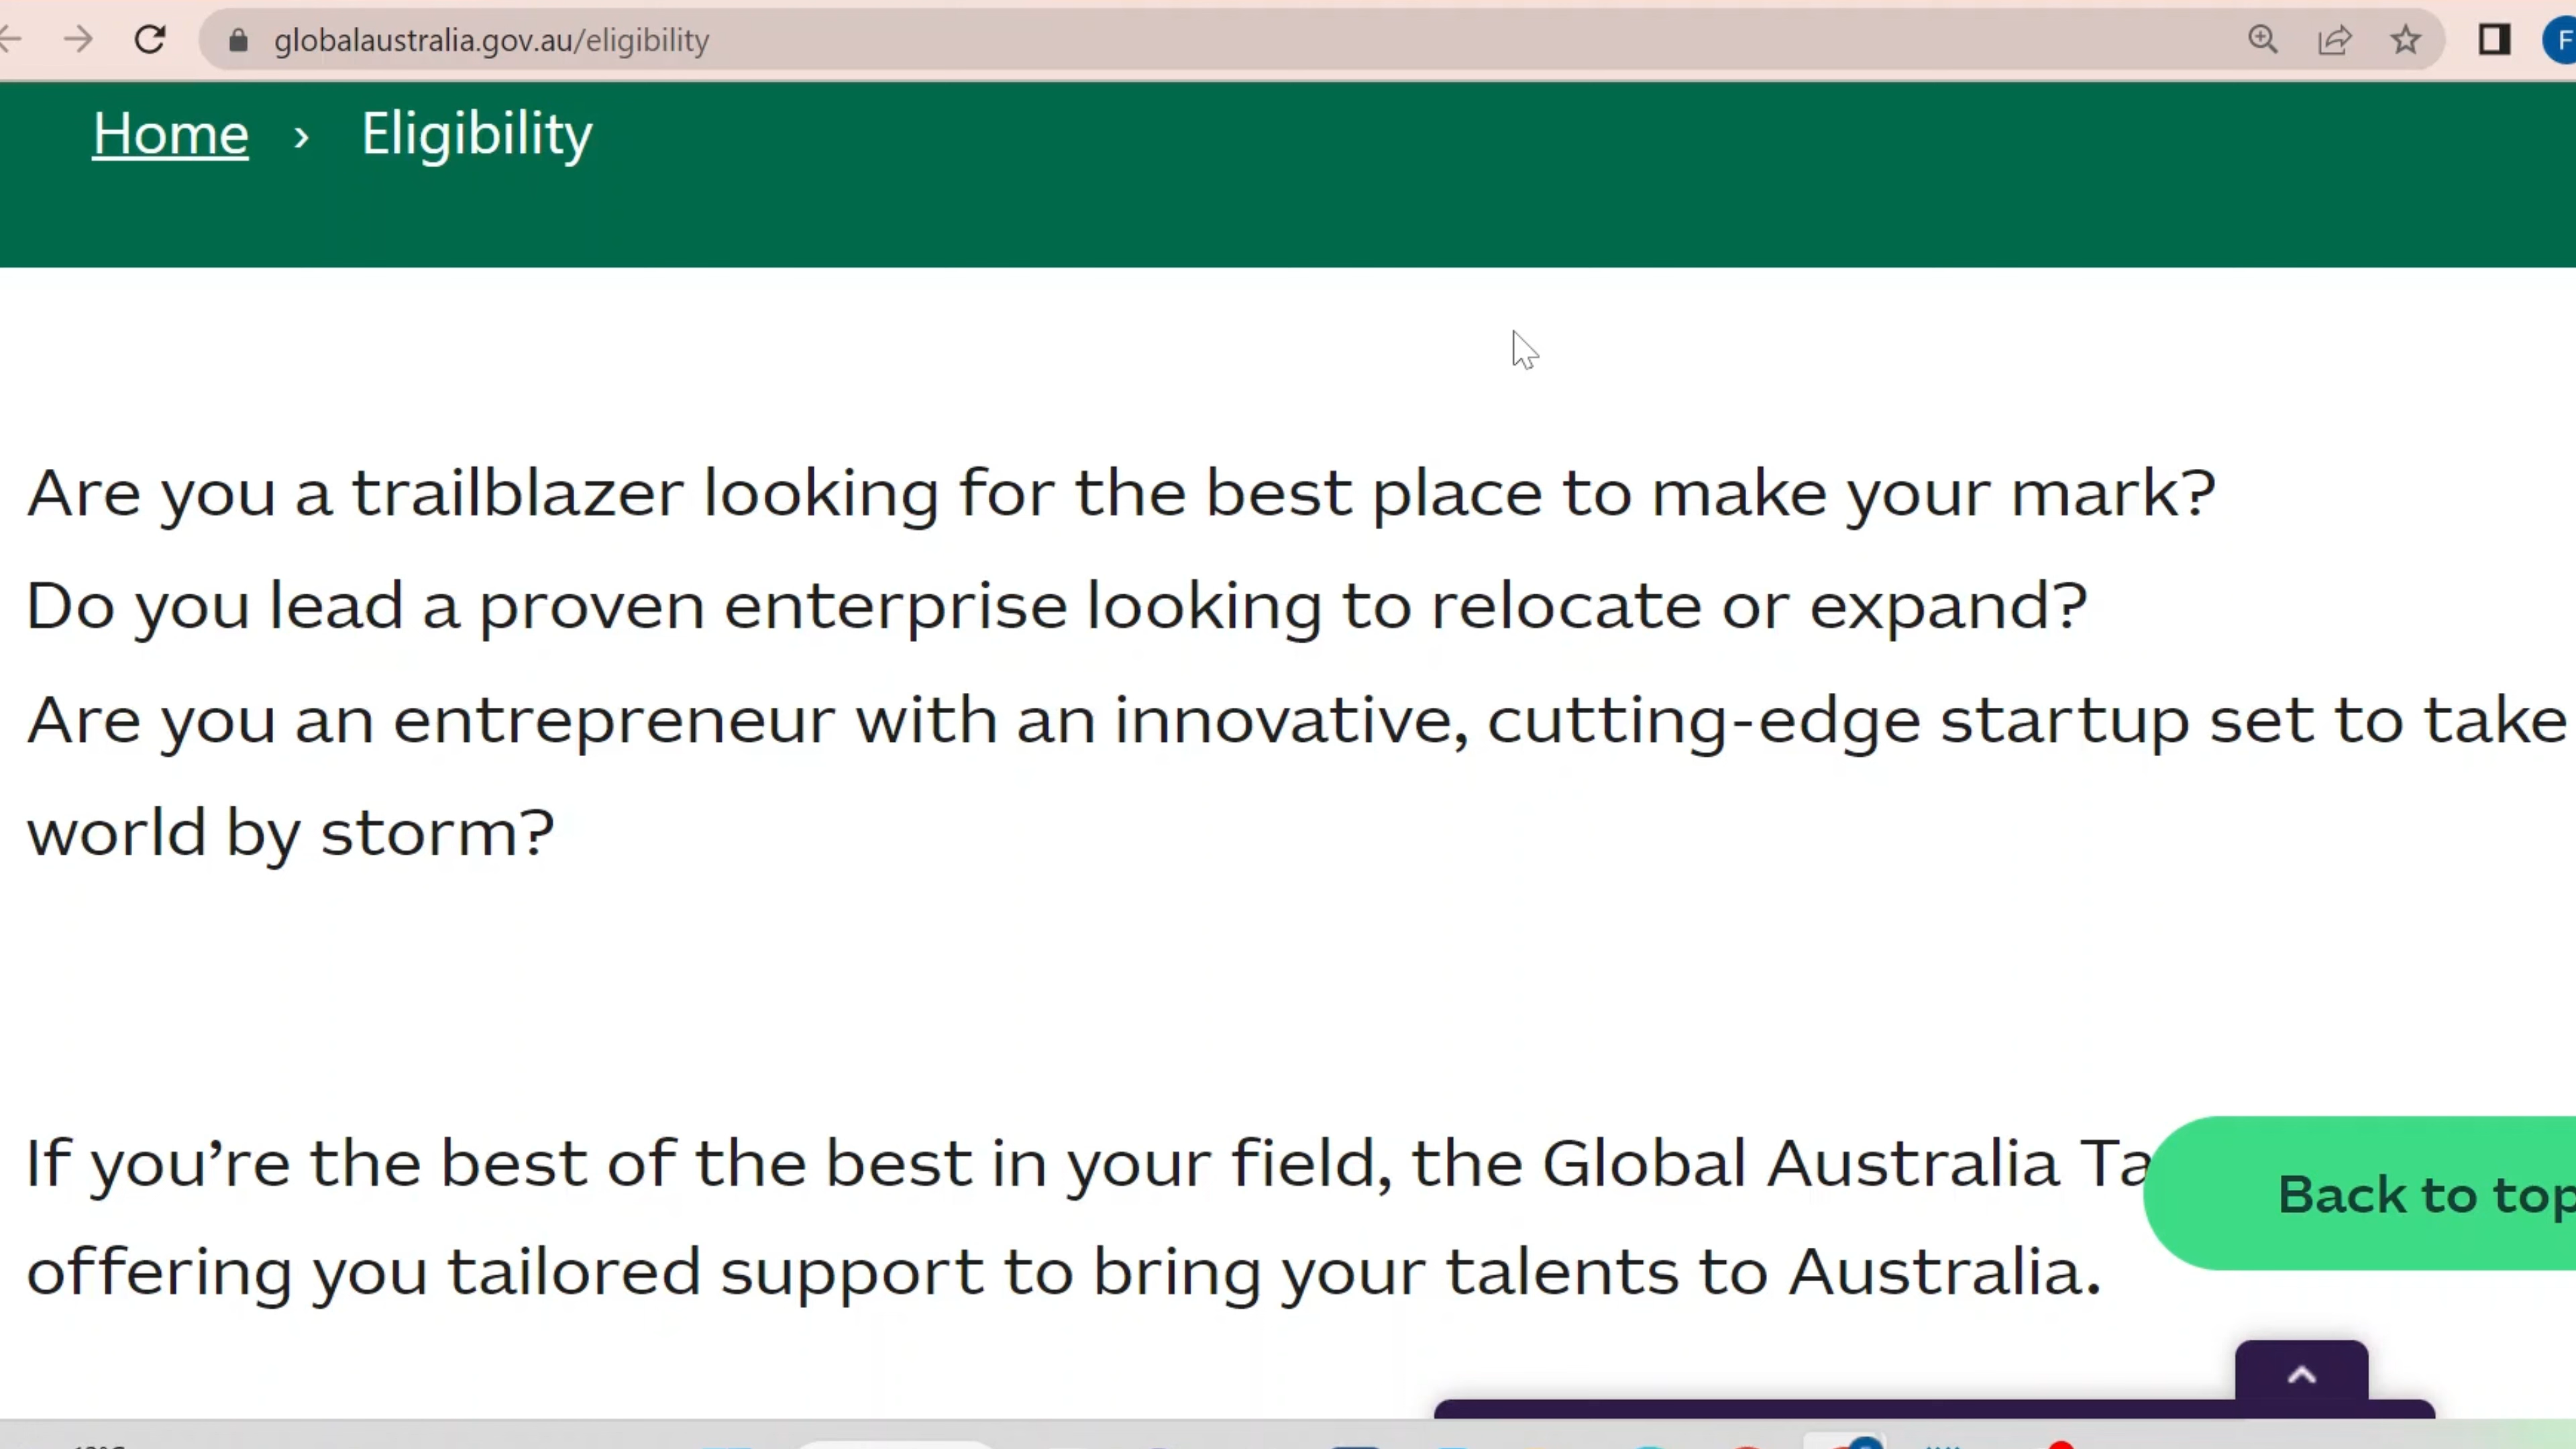 globalaustralia.gov.au/eligibility
F
Home › Eligibility
Are you a trailblazer looking for the best place to make your mark?
Do you lead a proven enterprise looking to relocate or expand?
Are you an entrepreneur with an innovative, cutting-edge startup set to take
world by storm?
If you’re the best of the best in your field, the Global Australia Ta
Back to top
offering you tailored support to bring your talents to Australia.